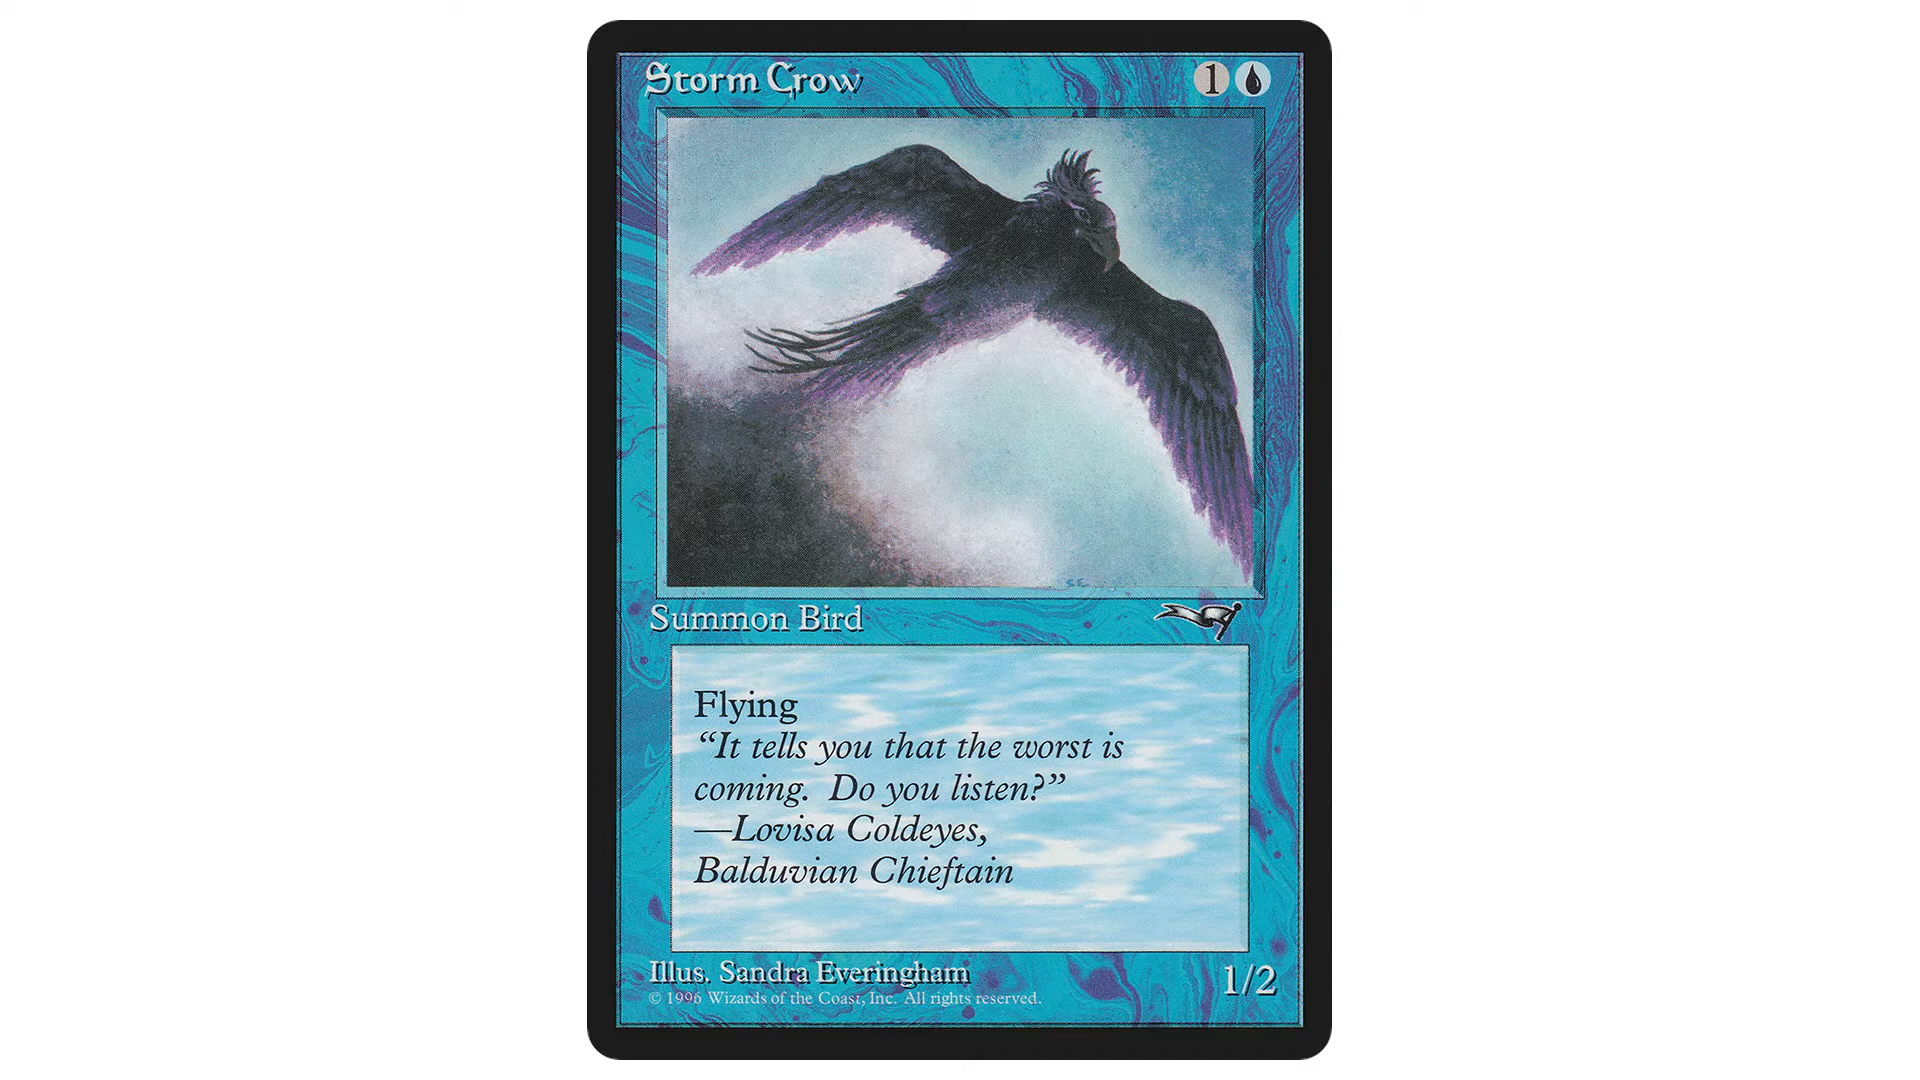 Storm Crow
1
SE
Summon Bird
Flying
“It tells you that the worst is
coming. Do you listen?”
—Lovisa Coldeyes,
Balduvian Chieftain
Illus. Sandra Everingham
1/2
© 1996 Wizards of the Coast, Inc. All rights reserved.